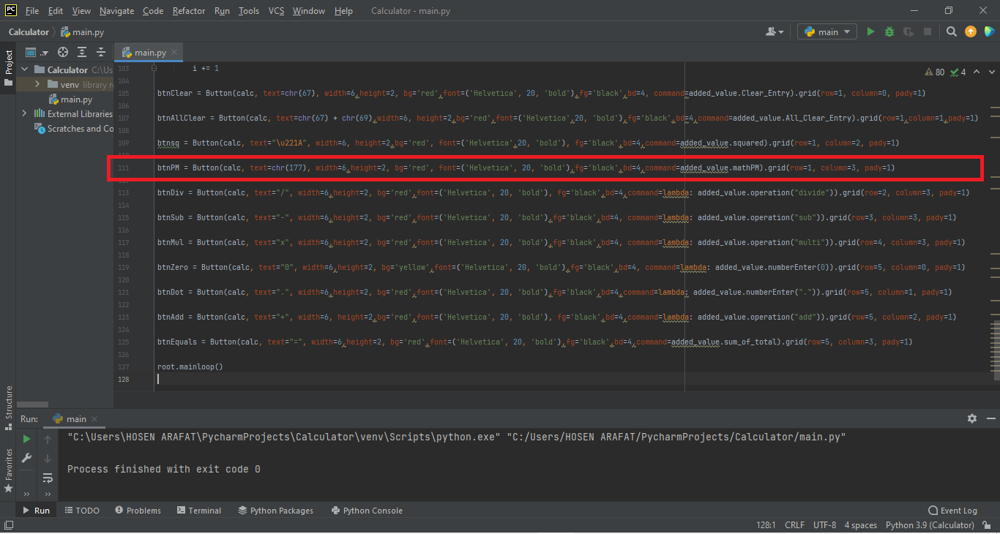 PC File Edit View Navigate Code Refactor Run Tools VCS Window Help Calculator - main.py
Calculator main.py main
Project
main.py
Calculator C:\Us
venv library ro
main.py
External Libraries
Scratches and Co
80 4
103 i += 1
104
105 btnClear = Button(calc, text=chr(67), width=6,height=2, bg='red',font=('Helvetica', 20, 'bold'),fg='black',bd=4, command=added_value.Clear_Entry).grid(row=1, column=0, pady=1)
106
107 btnAllClear = Button(calc, text=chr(67) + chr(69),width=6, height=2,bg='red',font=('Helvetica',20, 'bold'),fg='black',bd=4,command=added_value.All_Clear_Entry).grid(row=1,column=1,pady=1)
108
109 btnsq = Button(calc, text="\u221A", width=6, height=2,bg='red', font=('Helvetica',20, 'bold'),fg='black',bd=4,command=added_value.squared).grid(row=1, column=2, pady=1)
111 btnPM = Button(calc, text=chr(177), width=6,height=2, bg='red', font=('Helvetica', 20, 'bold'),fg='black',bd=4,command=added_value.mathPM).grid(row=1, column=3, pady=1)
113 btnDiv = Button(calc, text="/", width=6,height=2, bg='red',font=('Helvetica', 20, 'bold'), fg='black',bd=4,command=lambda: added_value.operation("divide")).grid(row=2, column=3, pady=1)
114
115 btnSub = Button(calc, text="-", width=6,height=2, bg='red',font=('Helvetica', 20, 'bold'),fg='black',bd=4, command=lambda: added_value.operation("sub")).grid(row=3, column=3, pady=1)
116
117 btnMul = Button(calc, text="x", width=6,height=2, bg='red',font=('Helvetica', 20, 'bold'),fg='black',bd=4, command=lambda: added_value.operation("multi")).grid(row=4, column=3, pady=1)
118
119 btnZero = Button(calc, text="0", width=6,height=2, bg='yellow',font=('Helvetica', 20, 'bold'),fg='black',bd=4, command=lambda: added_value.numberEnter(0)).grid(row=5, column=0, pady=1)
120
121 btnDot = Button(calc, text=".", width=6,height=2, bg='red',font=('Helvetica', 20, 'bold'),fg='black',bd=4,command=lambda: added_value.numberEnter(".")).grid(row=5, column=1, pady=1)
122
123 btnAdd = Button(calc, text="+", width=6, height=2,bg='red',font=('Helvetica', 20, 'bold'), fg='black',bd=4,command=lambda: added_value.operation("add")).grid(row=5, column=2, pady=1)
124
125 btnEquals = Button(calc, text="=", width=6,height=2, bg='red',font=('Helvetica', 20, 'bold'),fg='black',bd=4,command=added_value.sum_of_total).grid(row=5, column=3, pady=1)
126
127 root.mainloop()
128
Structure
Favorites
Run: main
"C:\Users\HOSEN ARAFAT\PycharmProjects\Calculator\venv\Scripts\python.exe" "C:/Users/HOSEN ARAFAT/PycharmProjects/Calculator/main.py"
Process finished with exit code 0
Run TODO Problems Terminal Python Packages Python Console Event Log
128:1 CRLF UTF-8 4 spaces Python 3.9 (Calculator)